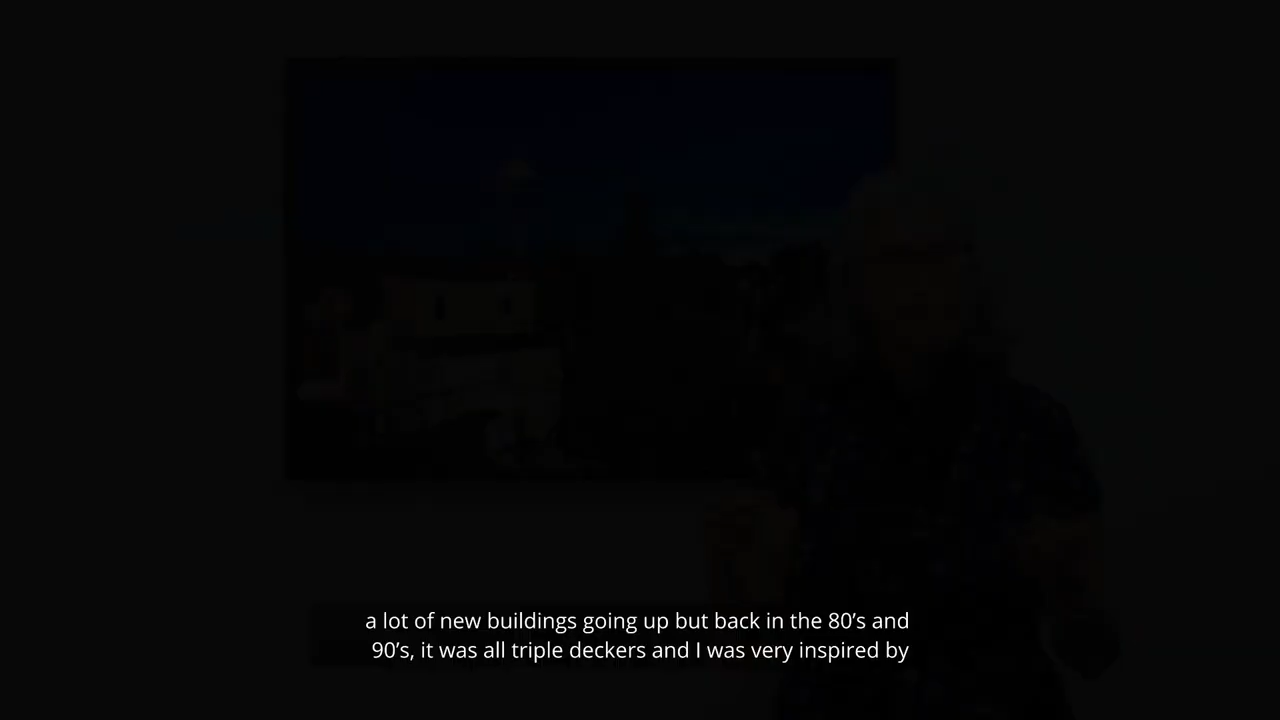 a lot of new buildings going up but back in the 80’s and
90’s, it was all triple deckers and I was very inspired by